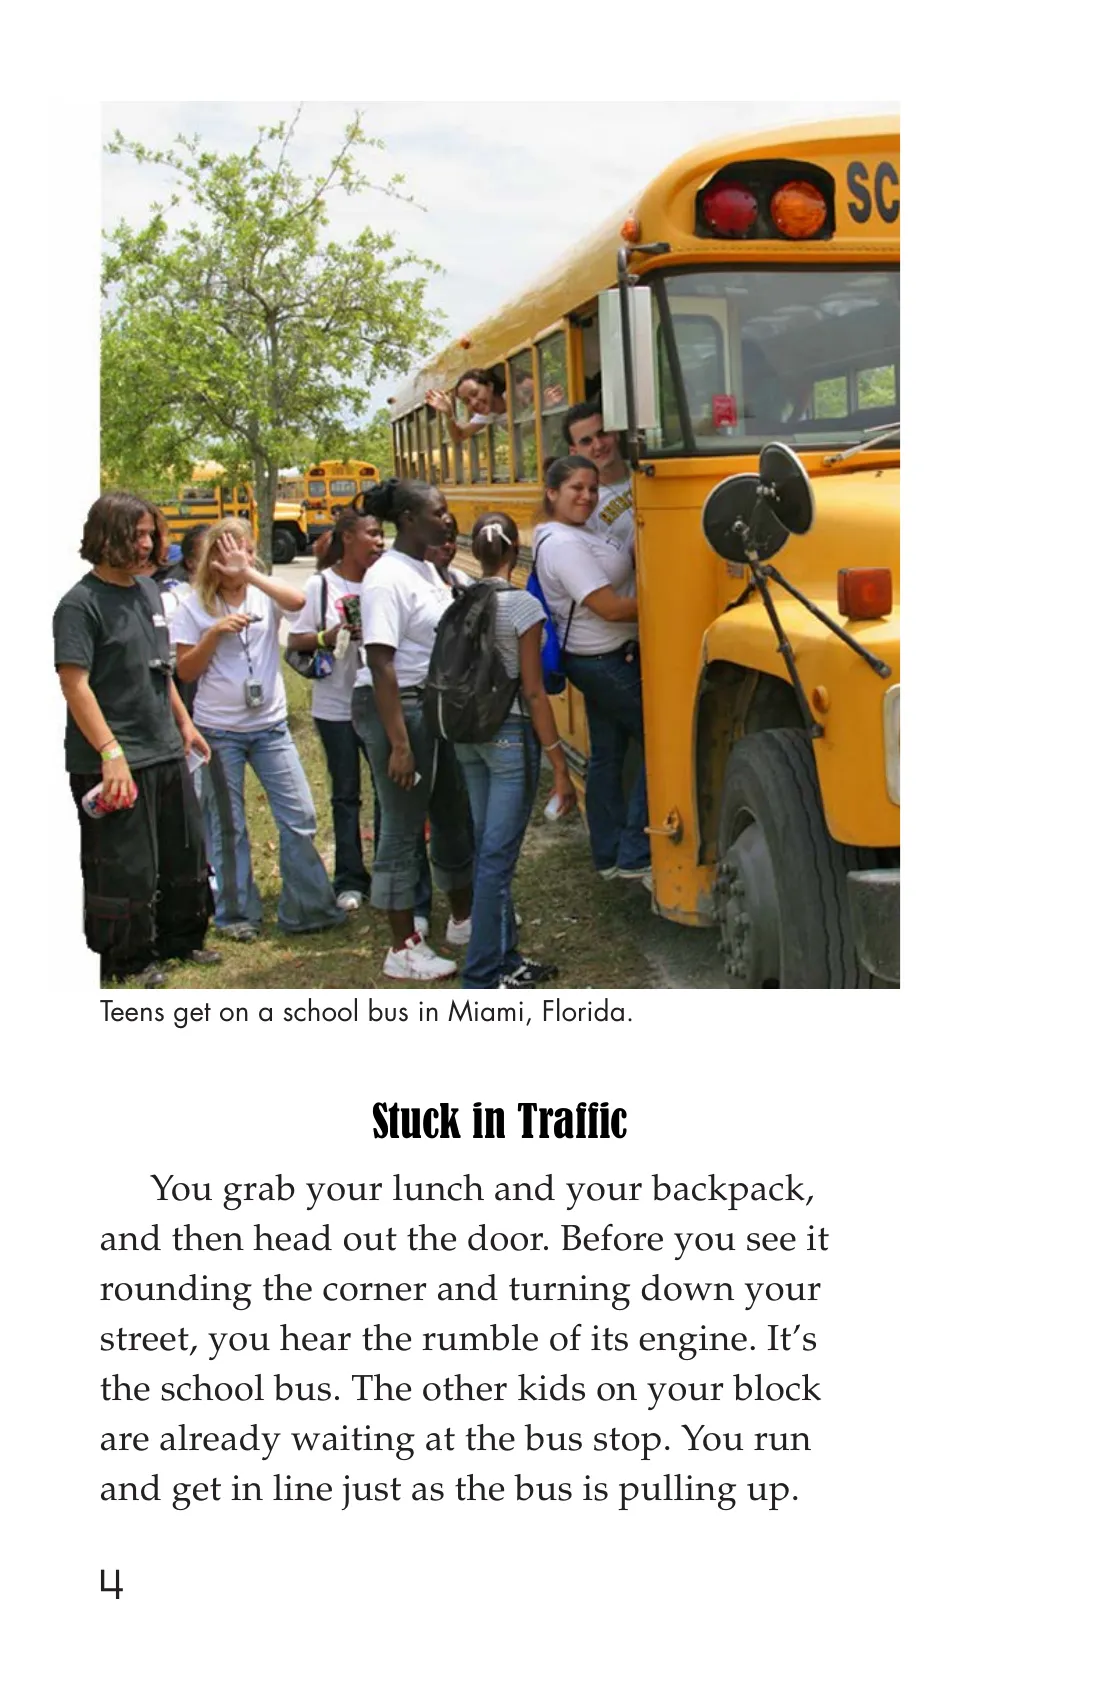 SC
Teens get on a school bus in Miami, Florida.
Stuck in Traffic
You grab your lunch and your backpack,
and then head out the door. Before you see it
rounding the corner and turning down your
street, you hear the rumble of its engine. It’s
the school bus. The other kids on your block
are already waiting at the bus stop. You run
and get in line just as the bus is pulling up.
4